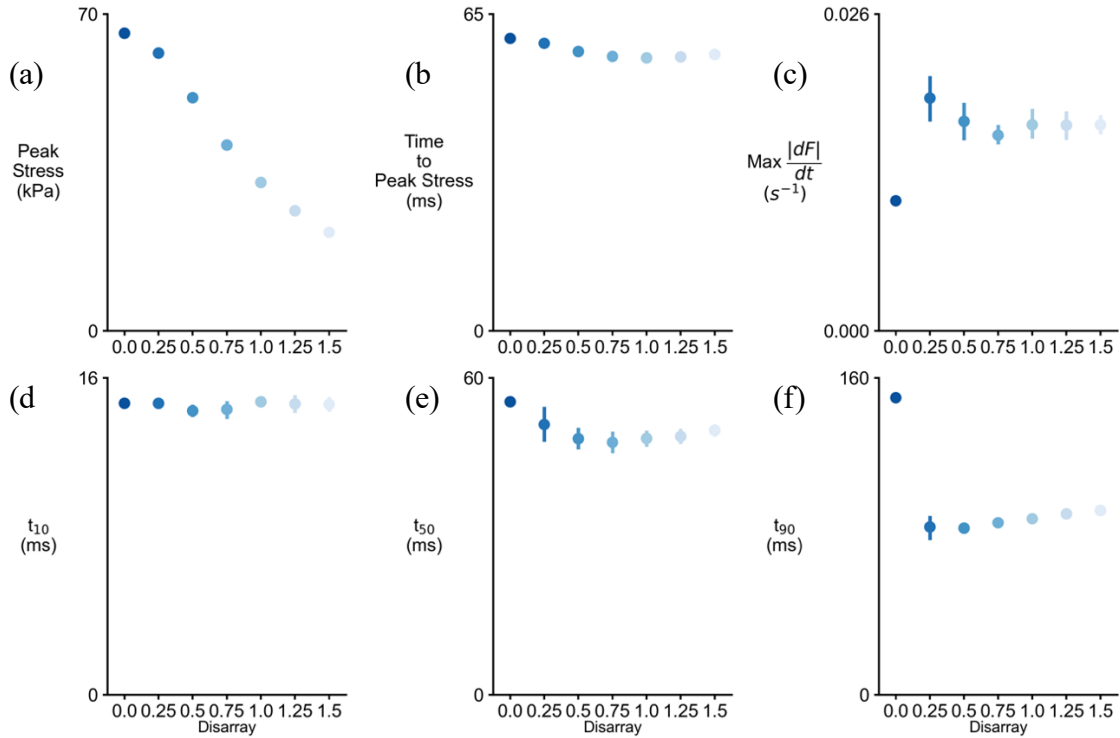 70
(a)
Peak
Stress
(kPa)
0
0.0 0.25 0.5 0.75 1.0 1.25 1.5
65
(b)
Time
to
Peak Stress
(ms)
0
0.0 0.25 0.5 0.75 1.0 1.25 1.5
0.026
(c)
Max |dF|/dt
(s⁻¹)
0.000
0.0 0.25 0.5 0.75 1.0 1.25 1.5
16
(d
t₁₀
(ms)
0
0.0 0.25 0.5 0.75 1.0 1.25 1.5
Disarray
60
(e)
t₅₀
(ms)
0
0.0 0.25 0.5 0.75 1.0 1.25 1.5
Disarray
160
(f)
t₉₀
(ms)
0
0.0 0.25 0.5 0.75 1.0 1.25 1.5
Disarray